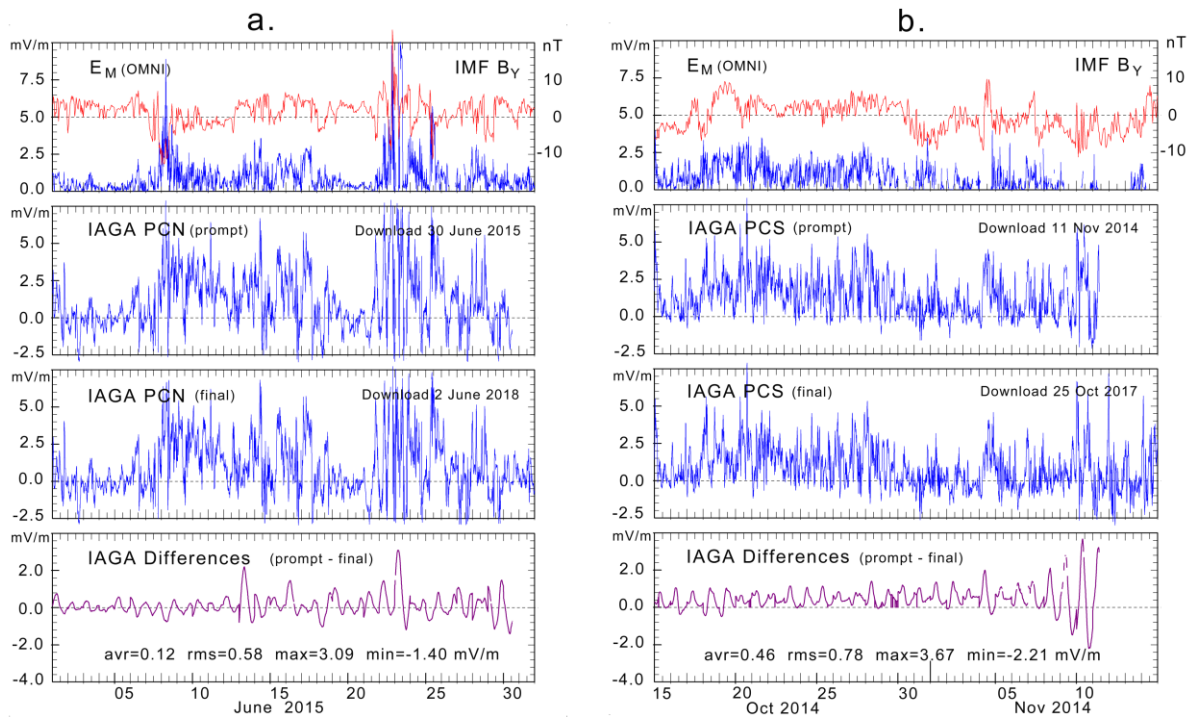 a.
mV/m nT
E_M (OMNI) IMF B_Y
7.5 10
5.0 0
2.5 -10
0.0
mV/m
IAGA PCN (prompt) Download 30 June 2015
5.0
2.5
0.0
-2.5
mV/m
IAGA PCN (final) Download 2 June 2018
5.0
2.5
0.0
-2.5
mV/m
IAGA Differences (prompt - final)
2.0
0.0
-2.0
avr=0.12 rms=0.58 max=3.09 min=-1.40 mV/m
-4.0
05 10 15 20 25 30
June 2015
b.
mV/m nT
E_M (OMNI) IMF B_Y
7.5 10
5.0 0
2.5 -10
0.0
mV/m
IAGA PCS (prompt) Download 11 Nov 2014
5.0
2.5
0.0
-2.5
mV/m
IAGA PCS (final) Download 25 Oct 2017
5.0
2.5
0.0
-2.5
mV/m
IAGA Differences (prompt - final)
2.0
0.0
-2.0
avr=0.46 rms=0.78 max=3.67 min=-2.21 mV/m
-4.0
15 20 25 30 05 10
Oct 2014 Nov 2014